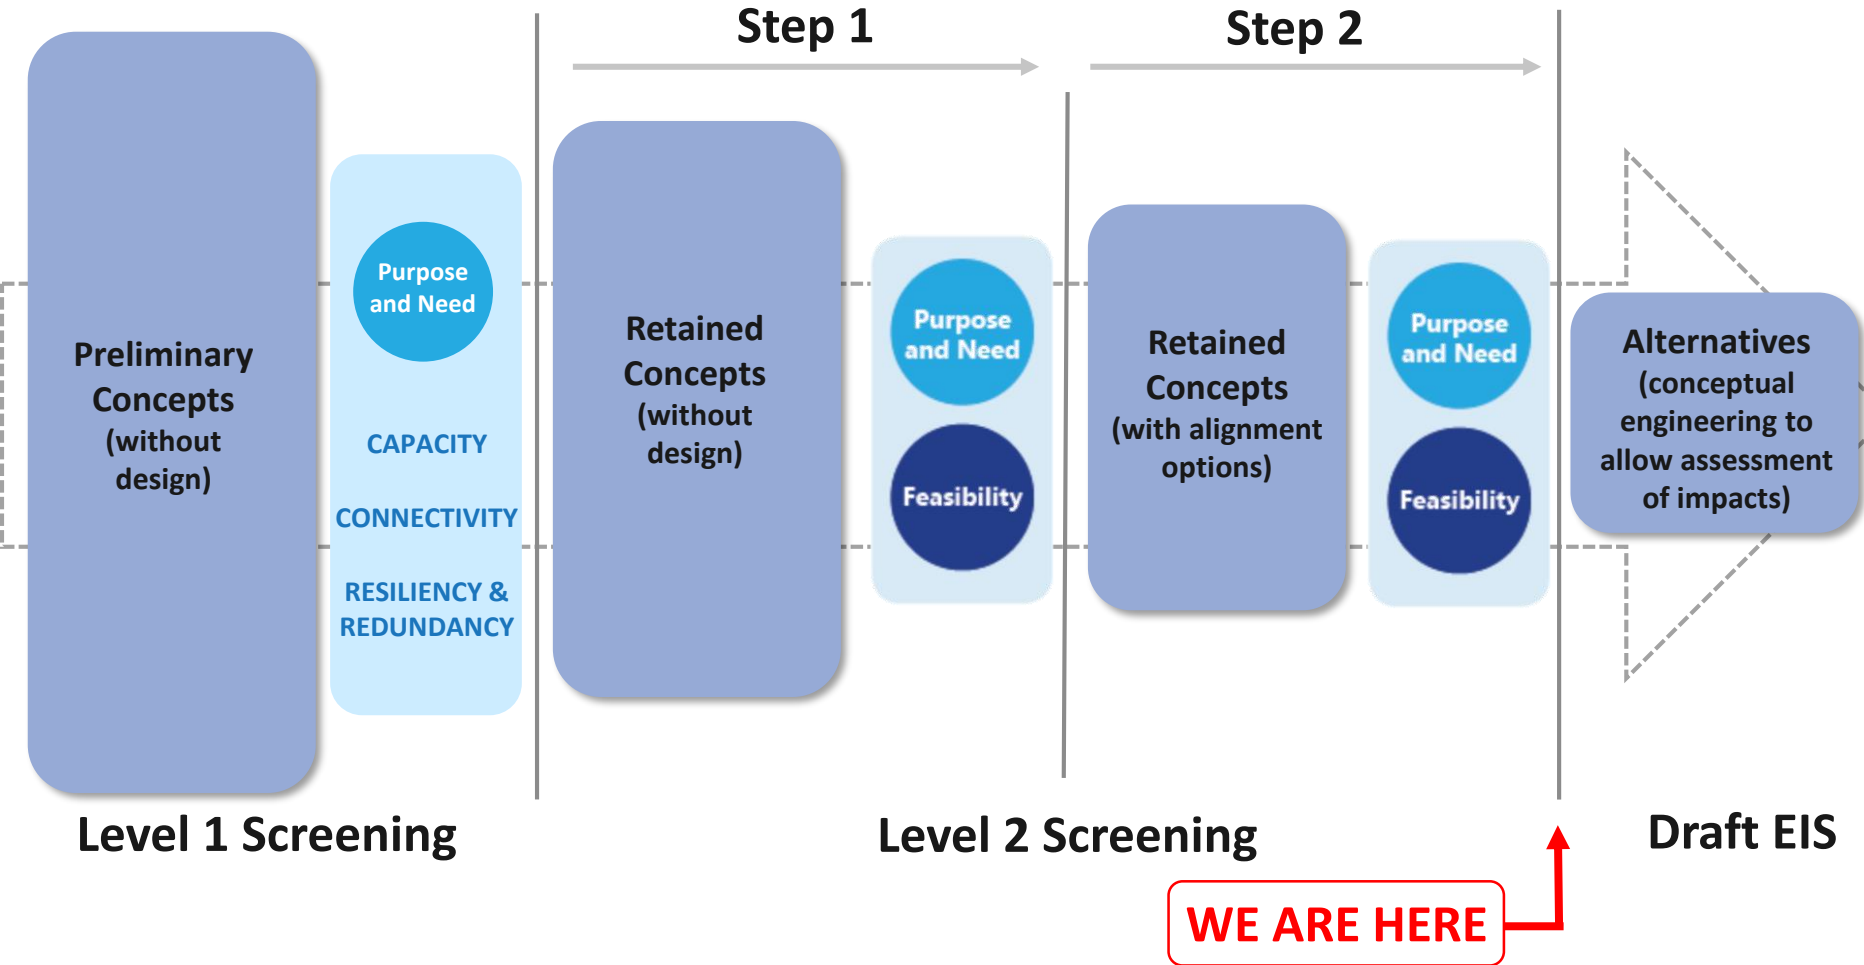 Step 1
Step 2
Preliminary
Concepts
(without
design)
Purpose
and Need
CAPACITY
CONNECTIVITY
RESILIENCY &
REDUNDANCY
Retained
Concepts
(without
design)
Purpose
and Need
Feasibility
Retained
Concepts
(with alignment
options)
Purpose
and Need
Feasibility
Alternatives
(conceptual
engineering to
allow assessment
of impacts)
Level 1 Screening
Level 2 Screening
Draft EIS
WE ARE HERE